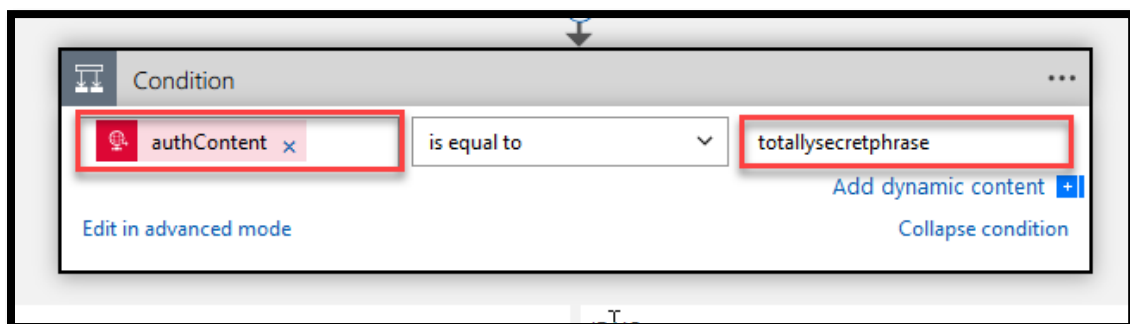 Condition
authContent x is equal to totallysecretphrase
Add dynamic content +
Edit in advanced mode Collapse condition